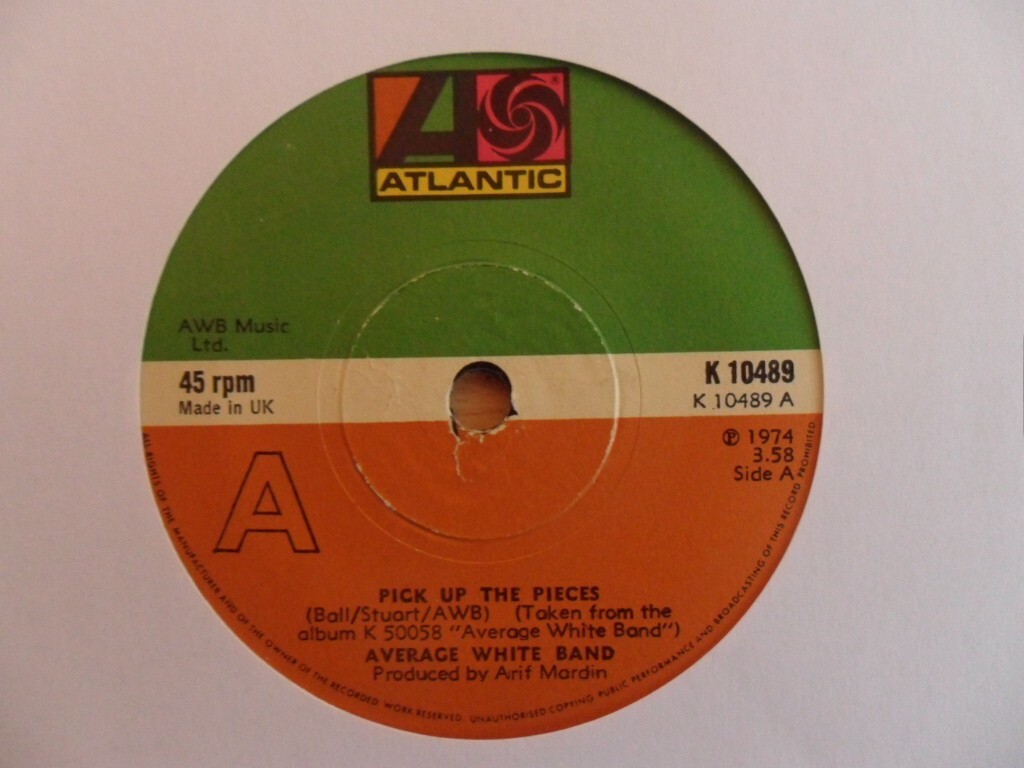 A
®
ATLANTIC
AWB Music
Ltd.
45 rpm
Made in UK
K 10489
K 10489 A
℗ 1974
3.58
Side A
A
PICK UP THE PIECES
(Ball/Stuart/AWB) (Taken from the
album K 50058 "Average White Band")
AVERAGE WHITE BAND
Produced by Arif Mardin
ALL RIGHTS OF THE MANUFACTURER AND OF THE OWNER OF THE RECORDED WORK RESERVED. UNAUTHORISED COPYING PUBLIC PERFORMANCE AND BROADCASTING OF THIS RECORD PROHIBITED